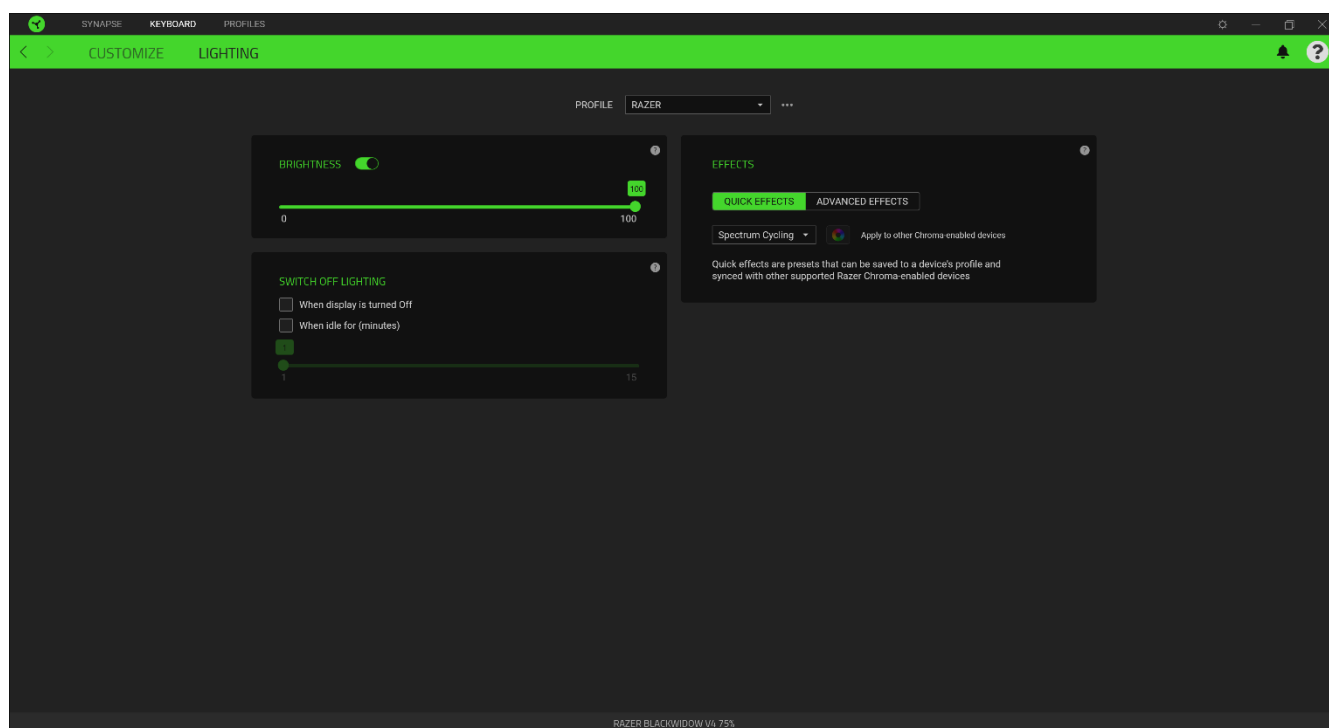 SYNAPSE KEYBOARD PROFILES
CUSTOMIZE LIGHTING
?
PROFILE RAZER
BRIGHTNESS
?
100
0 100
SWITCH OFF LIGHTING
?
When display is turned Off
When idle for (minutes)
1
1 15
EFFECTS
?
QUICK EFFECTS ADVANCED EFFECTS
Spectrum Cycling Apply to other Chroma-enabled devices
Quick effects are presets that can be saved to a device's profile and
synced with other supported Razer Chroma-enabled devices
RAZER BLACKWIDOW V4 75%